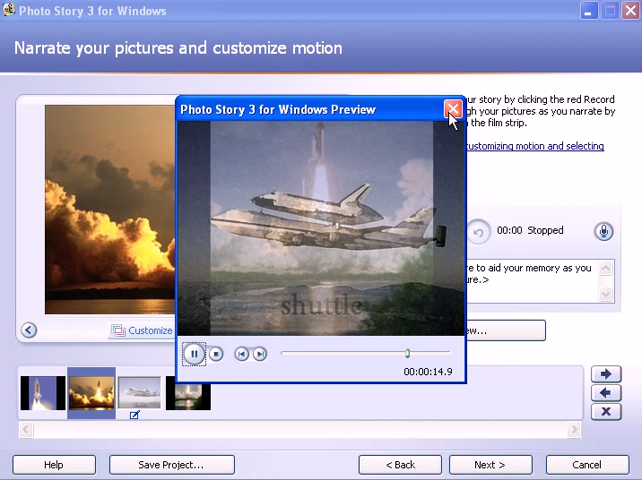 Photo Story 3 for Windows
Narrate your pictures and customize motion
Photo Story 3 for Windows Preview
ur story by clicking the red Record
gh your pictures as you narrate by
the film strip.
customizing motion and selecting
shuttle
00:00 Stopped
re to aid your memory as you
ure.>
Customize
ew...
00:00:14.9
Help
Save Project...
< Back
Next >
Cancel